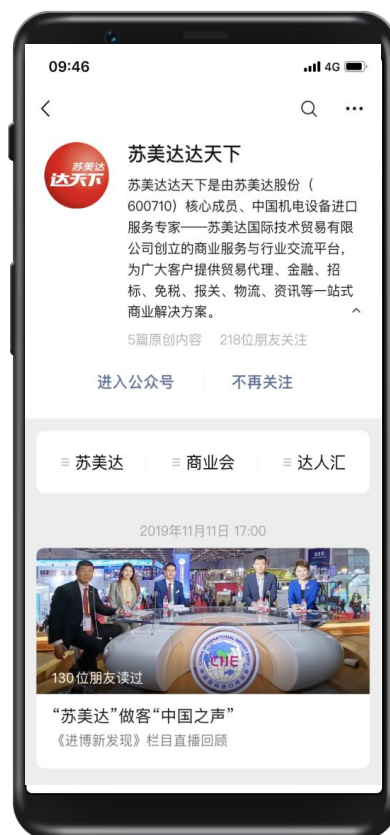 09:46
4G
苏美达
达天下
苏美达达天下
苏美达达天下是由苏美达股份（
600710）核心成员、中国机电设备进口
服务专家——苏美达国际技术贸易有限
公司创立的商业服务与行业交流平台，
为广大客户提供贸易代理、金融、招
标、免税、报关、物流、资讯等一站式
商业解决方案。
5篇原创内容 218位朋友关注
进入公众号 不再关注
苏美达 商业会 达人汇
2019年11月11日 17:00
CIIE
130位朋友读过
“苏美达”做客“中国之声”
《进博新发现》栏目直播回顾